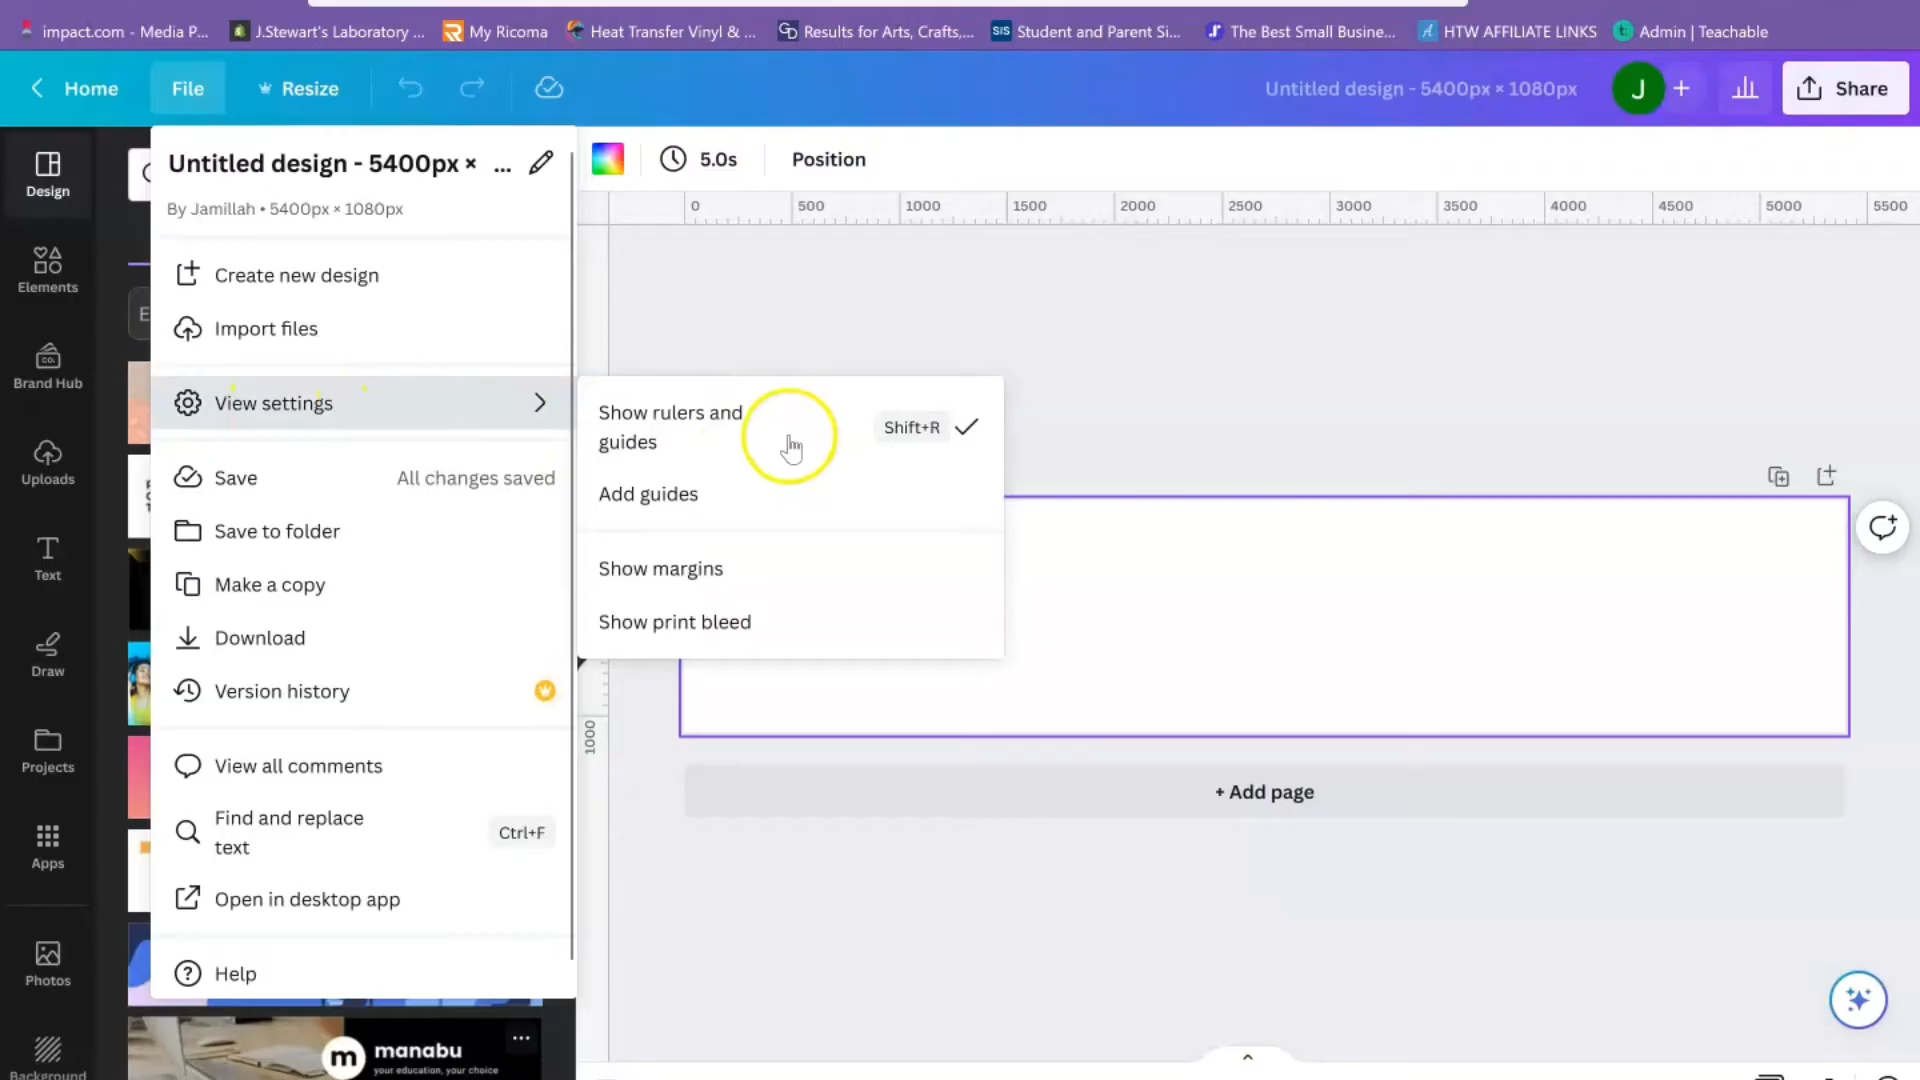 impact.com - Media P...
J.Stewart's Laboratory ...
My Ricoma
Heat Transfer Vinyl & ...
Results for Arts, Crafts,...
SIS Student and Parent Si...
The Best Small Busine...
HTW AFFILIATE LINKS
Admin | Teachable
Home
File
Resize
Untitled design - 5400px × 1080px
J
Share
Untitled design - 5400px × ...
By Jamillah • 5400px × 1080px
5.0s
Position
0 500 1000 1500 2000 2500 3000 3500 4000 4500 5000 5500
Design
Elements
Brand Hub
Uploads
Text
Draw
Projects
Apps
Photos
Background
Create new design
Import files
View settings
Save All changes saved
Save to folder
Make a copy
Download
Version history
View all comments
Find and replace
text
Ctrl+F
Open in desktop app
Help
Show rulers and
guides
Shift+R
Add guides
Show margins
Show print bleed
1000
+ Add page
m manabu
your education, your choice